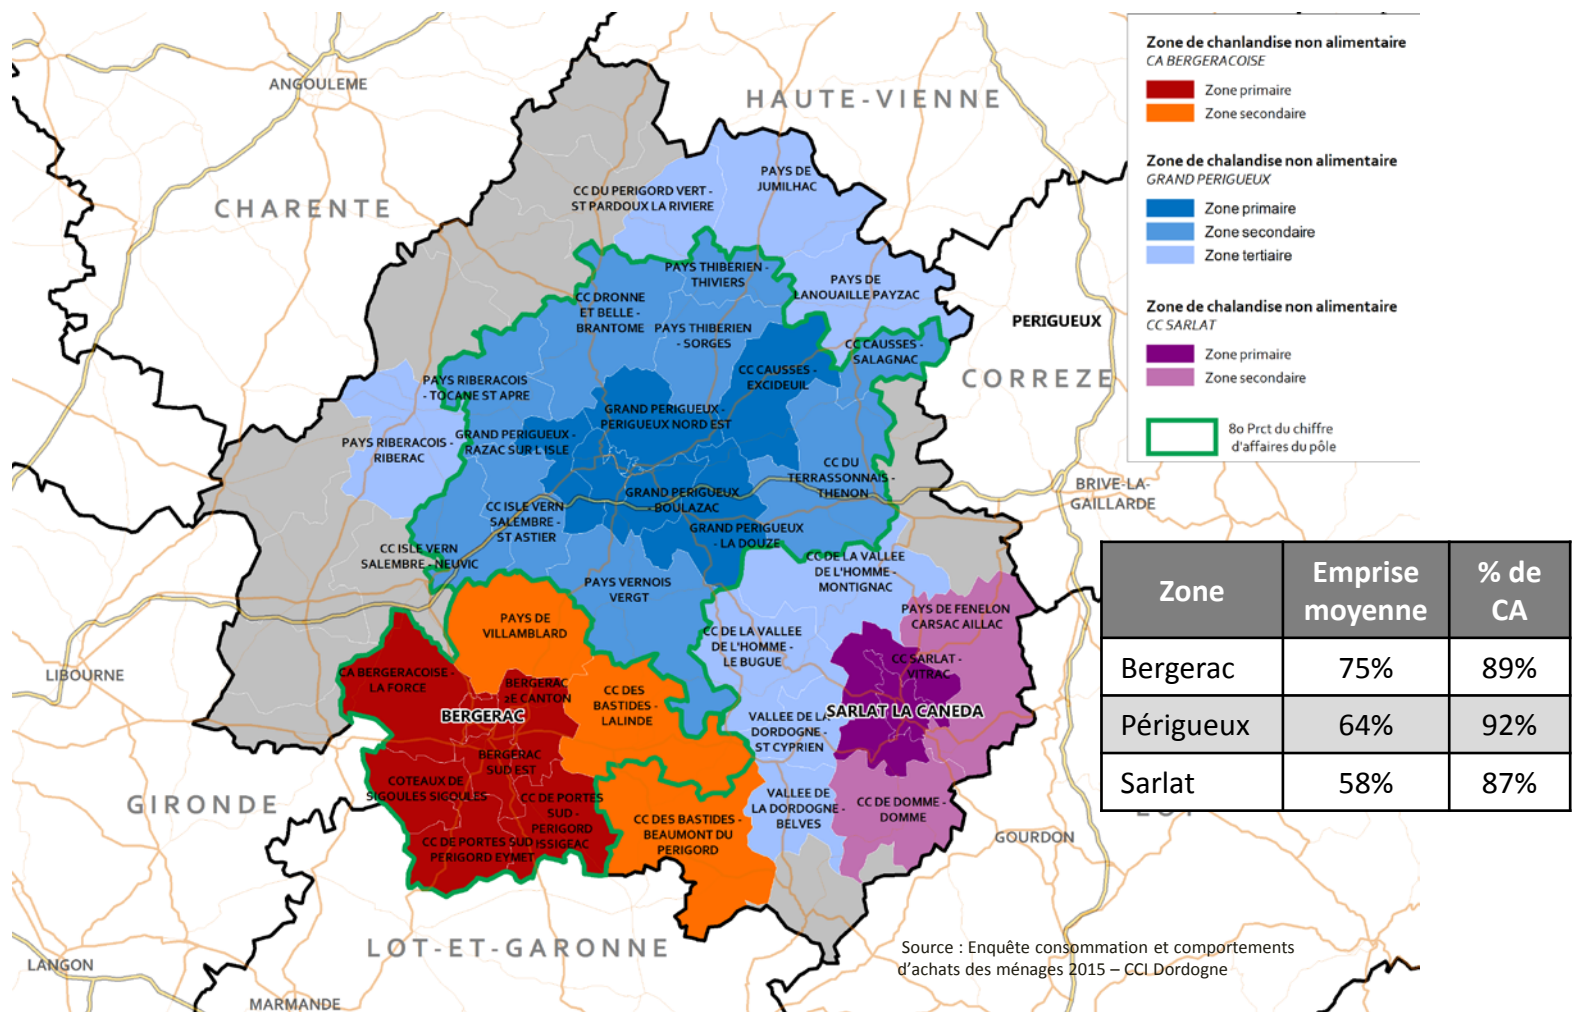 ANGOULEME
HAUTE-VIENNE
CHARENTE
CC DU PERIGORD VERT -
ST PARDOUX LA RIVIERE
PAYS DE
JUMILHAC
PAYS THIBERIEN -
THIVIERS
PAYS DE
LANOUAILLE PAYZAC
CC DRONNE
ET BELLE -
BRANTOME
PAYS THIBERIEN
- SORGES
PERIGUEUX
CC CAUSSES -
SALAGNAC
CC CAUSSES -
EXCIDEUIL
CORREZE
PAYS RIBERACOIS
- TOCANE ST APRE
GRAND PERIGUEUX -
PERIGUEUX NORD EST
PAYS RIBERACOIS -
RIBERAC
GRAND PERIGUEUX -
RAZAC SUR L ISLE
CC DU
TERRASSONNAIS -
THENON
BRIVE-LA-
GAILLARDE
GRAND PERIGUEUX
- BOULAZAC
CC ISLE VERN
SALEMBRE -
ST ASTIER
GRAND PERIGUEUX
- LA DOUZE
CC ISLE VERN
SALEMBRE - NEUVIC
CC DE LA VALLEE
DE L'HOMME -
MONTIGNAC
PAYS VERNOIS
VERGT
PAYS DE
VILLAMBLARD
PAYS DE FENELON
CARSAC AILLAC
CC DE LA VALLEE
DE L'HOMME -
LE BUGUE
LIBOURNE
CA BERGERACOISE -
LA FORCE
CC SARLAT -
VITRAC
BERGERAC
2E CANTON
CC DES
BASTIDES -
LALINDE
BERGERAC
SARLAT LA CANEDA
VALLEE DE LA
DORDOGNE -
ST CYPRIEN
BERGERAC
SUD EST
COTEAUX DE
SIGOULES SIGOULES
CC DE PORTES
SUD -
PERIGORD
ISSIGEAC
VALLEE DE
LA DORDOGNE -
BELVES
CC DE DOMME -
DOMME
GIRONDE
CC DES BASTIDES -
BEAUMONT DU
PERIGORD
CC DE PORTES SUD
PERIGORD EYMET
GOURDON
LOT
LOT-ET-GARONNE
LANGON
MARMANDE
Zone de chanlandise non alimentaire
CA BERGERACOISE
Zone primaire
Zone secondaire
Zone de chalandise non alimentaire
GRAND PERIGUEUX
Zone primaire
Zone secondaire
Zone tertiaire
Zone de chalandise non alimentaire
CC SARLAT
Zone primaire
Zone secondaire
80 Prct du chiffre
d'affaires du pôle
Zone Emprise moyenne % de CA
Bergerac 75% 89%
Périgueux 64% 92%
Sarlat 58% 87%
Source : Enquête consommation et comportements
d'achats des ménages 2015 – CCI Dordogne